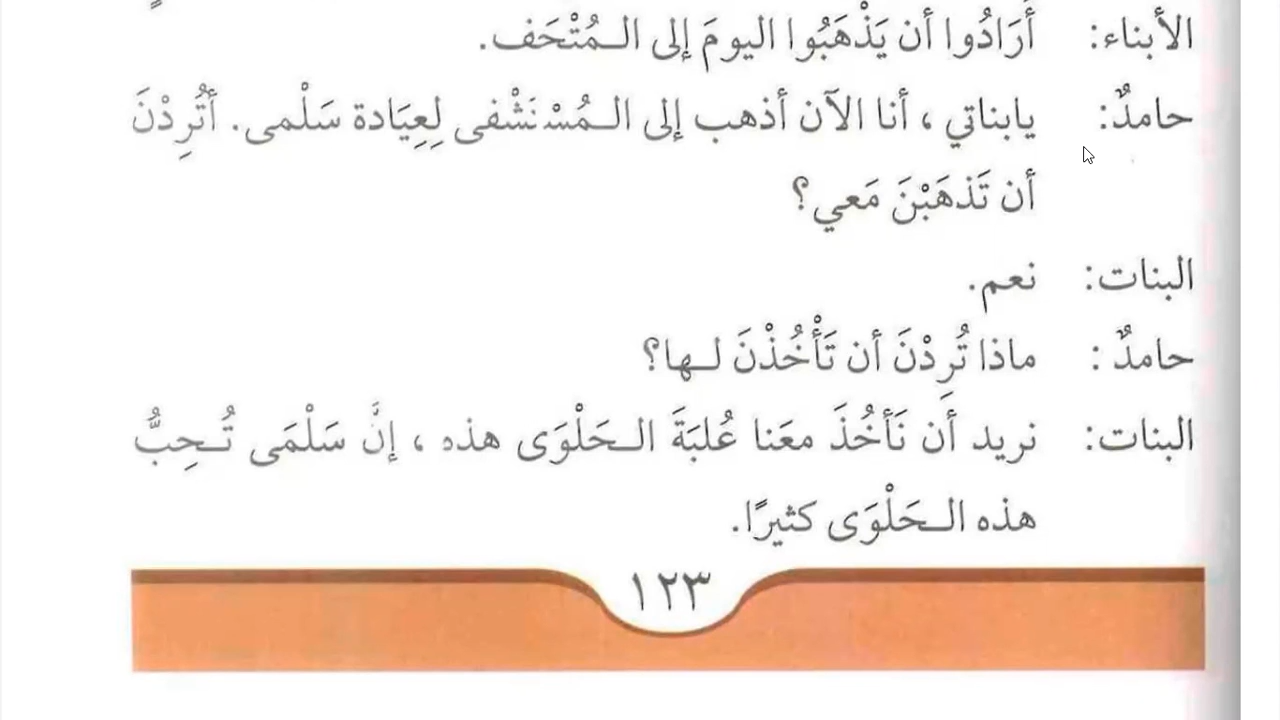 الأبناء: أَرَادُوا أن يَذْهَبُوا اليومَ إلى الـمُتْحَف.
حامدٌ: يابناتي ، أنا الآن أذهب إلى الـمُسْتَشْفى لِعِيَادة سَلْمى. أتُرِدْنَ
أن تَذهَبْنَ مَعي؟
البنات: نعم.
حامدٌ : ماذا تُرِدْنَ أن تَأْخُذْنَ لـها؟
البنات: نريد أن نَأخُذَ معَنا عُلبَةَ الـحَلْوَى هذه ، إنَّ سَلْمَى تُـحِبُّ
هذه الـحَلْوَى كثيرًا.
١٢٣